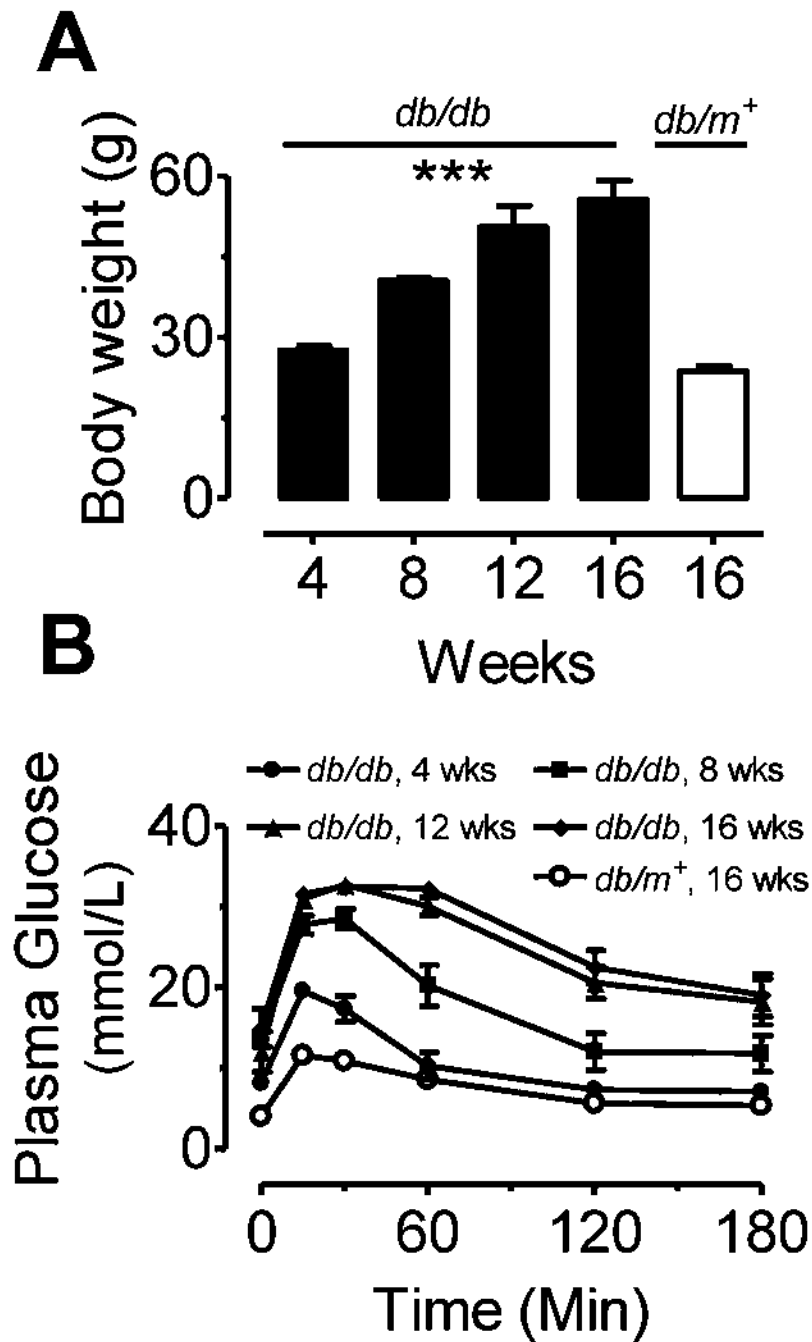 A
db/db db/m+
***
60
30
0
Body weight (g)
4 8 12 16 16
Weeks
B
db/db, 4 wks db/db, 8 wks
db/db, 12 wks db/db, 16 wks
db/m+, 16 wks
40
20
0
Plasma Glucose
(mmol/L)
0 60 120 180
Time (Min)